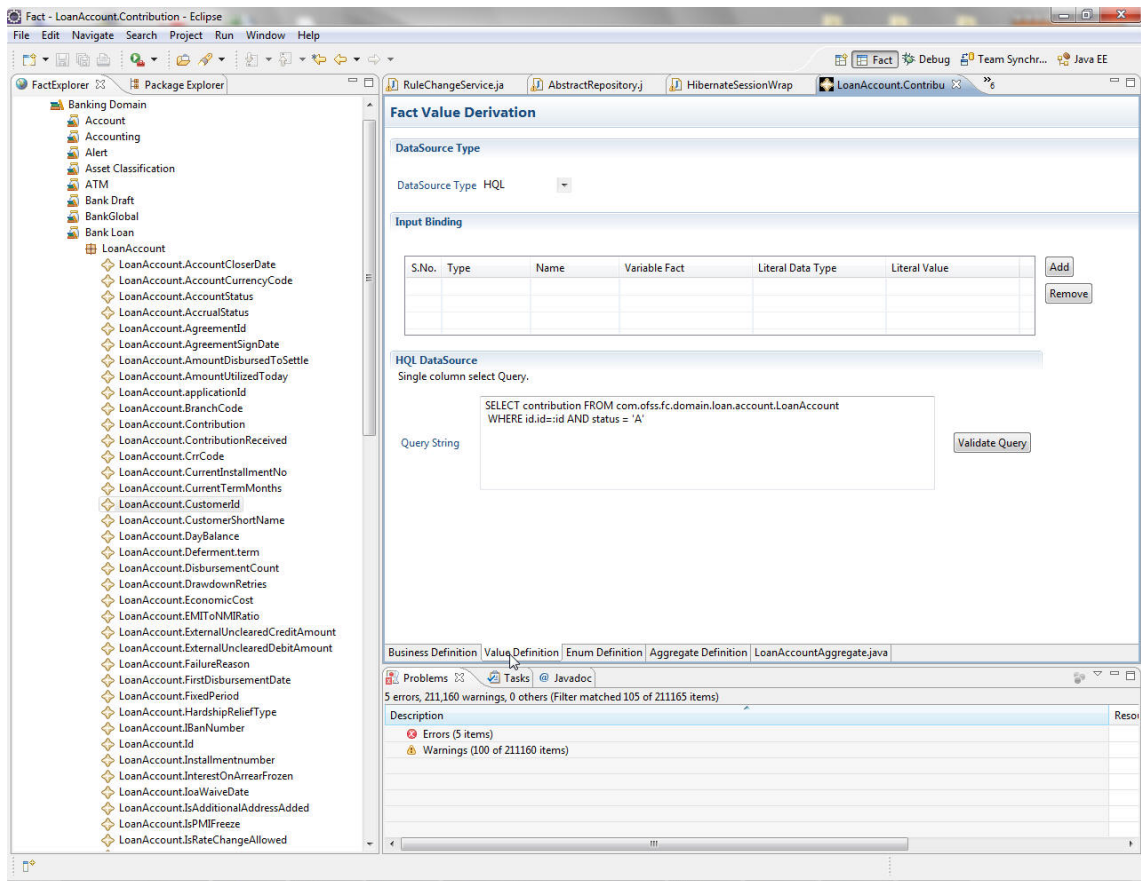 Fact - LoanAccount.Contribution - Eclipse
File Edit Navigate Search Project Run Window Help
Fact Debug Team Synchr... Java EE
FactExplorer Package Explorer
Banking Domain
Account
Accounting
Alert
Asset Classification
ATM
Bank Draft
BankGlobal
Bank Loan
LoanAccount
LoanAccount.AccountCloserDate
LoanAccount.AccountCurrencyCode
LoanAccount.AccountStatus
LoanAccount.AccrualStatus
LoanAccount.AgreementId
LoanAccount.AgreementSignDate
LoanAccount.AmountDisbursedToSettle
LoanAccount.AmountUtilizedToday
LoanAccount.applicationId
LoanAccount.BranchCode
LoanAccount.Contribution
LoanAccount.ContributionReceived
LoanAccount.CrrCode
LoanAccount.CurrentInstallmentNo
LoanAccount.CurrentTermMonths
LoanAccount.CustomerId
LoanAccount.CustomerShortName
LoanAccount.DayBalance
LoanAccount.Deferment.term
LoanAccount.DisbursementCount
LoanAccount.DrawdownRetries
LoanAccount.EconomicCost
LoanAccount.EMIToNMIRatio
LoanAccount.ExternalUnclearedCreditAmount
LoanAccount.ExternalUnclearedDebitAmount
LoanAccount.FailureReason
LoanAccount.FirstDisbursementDate
LoanAccount.FixedPeriod
LoanAccount.HardshipReliefType
LoanAccount.IBanNumber
LoanAccount.Id
LoanAccount.Installmentnumber
LoanAccount.InterestOnArrearFrozen
LoanAccount.IoaWaiveDate
LoanAccount.IsAdditionalAddressAdded
LoanAccount.IsPMIFreeze
LoanAccount.IsRateChangeAllowed
RuleChangeService.ja AbstractRepository.j HibernateSessionWrap LoanAccount.Contribu »6
Fact Value Derivation
DataSource Type
DataSource Type HQL
Input Binding
S.No. Type Name Variable Fact Literal Data Type Literal Value
Add
Remove
HQL DataSource
Single column select Query.
SELECT contribution FROM com.ofss.fc.domain.loan.account.LoanAccount
WHERE id.id=:id AND status = 'A'
Query String
Validate Query
Business Definition Value Definition Enum Definition Aggregate Definition LoanAccountAggregate.java
Problems Tasks @ Javadoc
5 errors, 211,160 warnings, 0 others (Filter matched 105 of 211165 items)
Description Resou
Errors (5 items)
Warnings (100 of 211160 items)